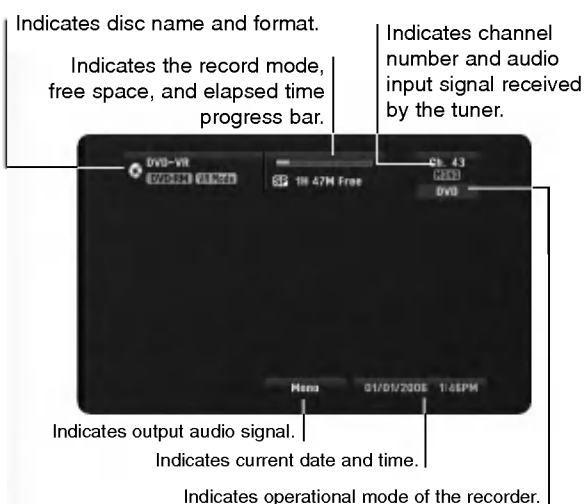 Indicates disc name and format.
Indicates the record mode,
free space, and elapsed time
progress bar.
Indicates channel
number and audio
input signal received
by the tuner.
DVD-VR
DVD-RW VR Mode
SP 1H 47M Free
Ch. 43
MONO
DVD
Mono
01/01/2006 1:46PM
Indicates output audio signal.
Indicates current date and time.
Indicates operational mode of the recorder.